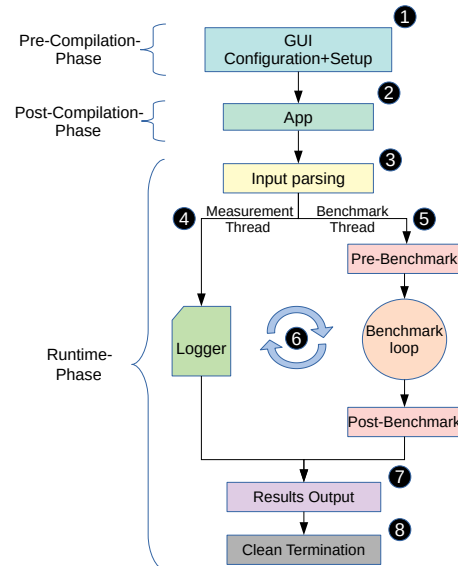 1
Pre-Compilation-
Phase
GUI
Configuration+Setup
2
Post-Compilation-
Phase
App
3
Input parsing
4
Measurement
Thread
Benchmark
Thread
5
Pre-Benchmark
Runtime-
Phase
Logger
6
Benchmark
loop
Post-Benchmark
7
Results Output
8
Clean Termination